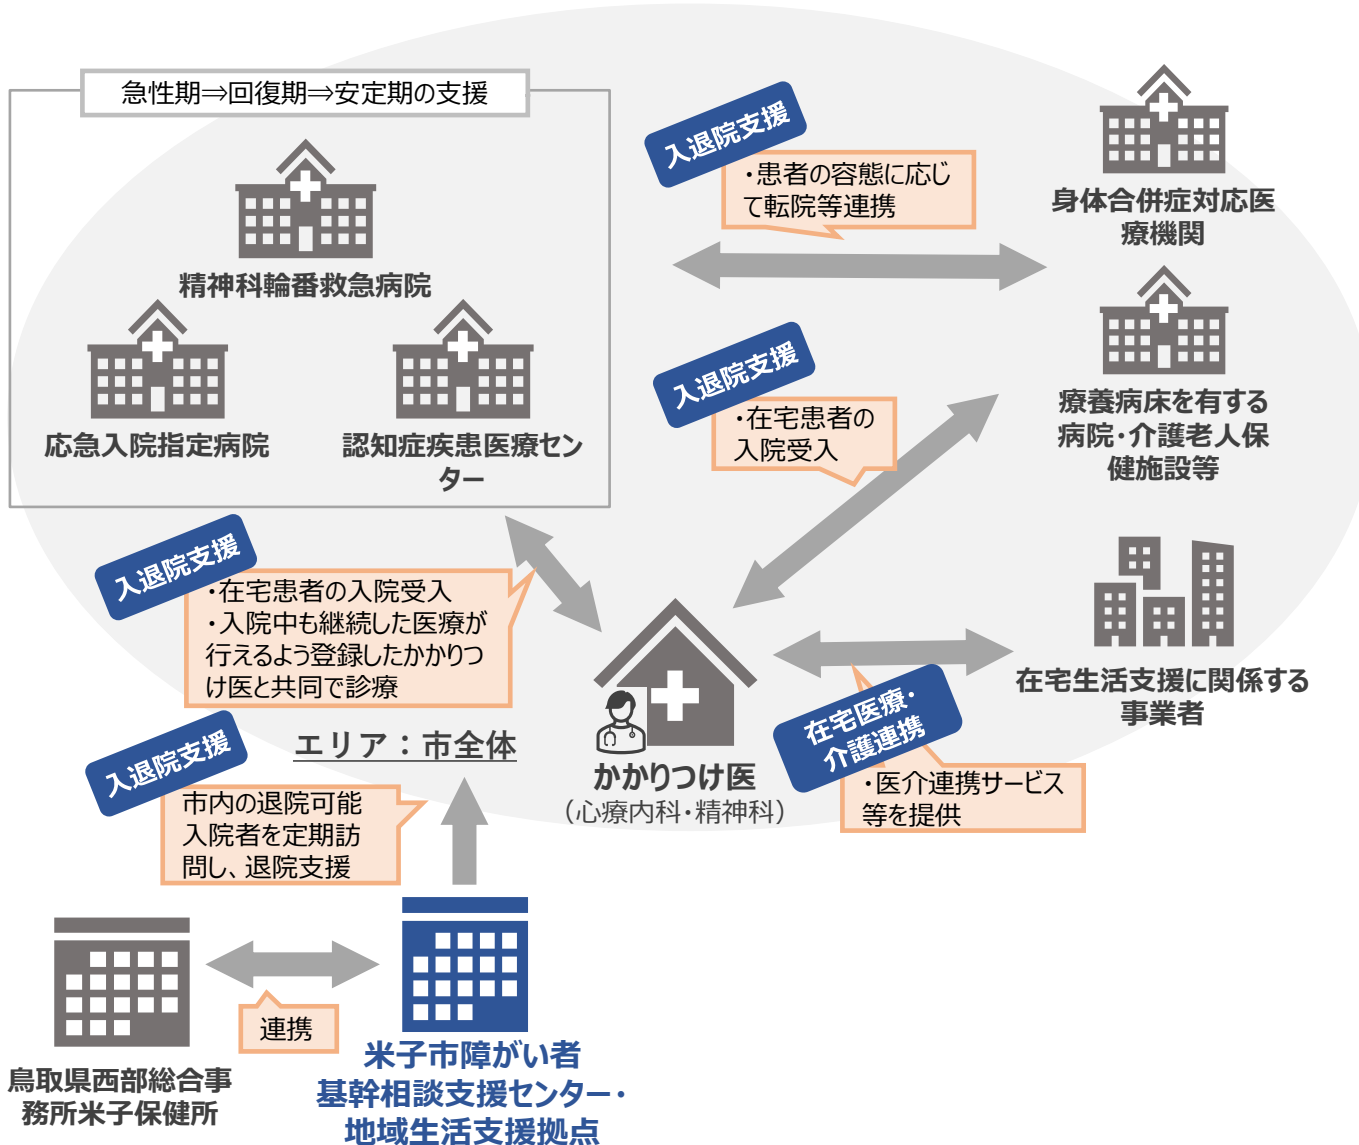 急性期⇒回復期⇒安定期の支援
精神科輪番救急病院
応急入院指定病院
認知症疾患医療セン
ター
入退院支援
・患者の容態に応じ
て転院等連携
身体合併症対応医
療機関
入退院支援
・在宅患者の
入院受入
療養病床を有する
病院・介護老人保
健施設等
入退院支援
・在宅患者の入院受入
・入院中も継続した医療が
行えるよう登録したかかりつ
け医と共同で診療
在宅生活支援に関係する
事業者
在宅医療・
介護連携
・医介連携サービス
等を提供
かかりつけ医
（心療内科・精神科）
エリア：市全体
入退院支援
市内の退院可能
入院者を定期訪
問し、退院支援
連携
鳥取県西部総合事
務所米子保健所
米子市障がい者
基幹相談支援センター・
地域生活支援拠点